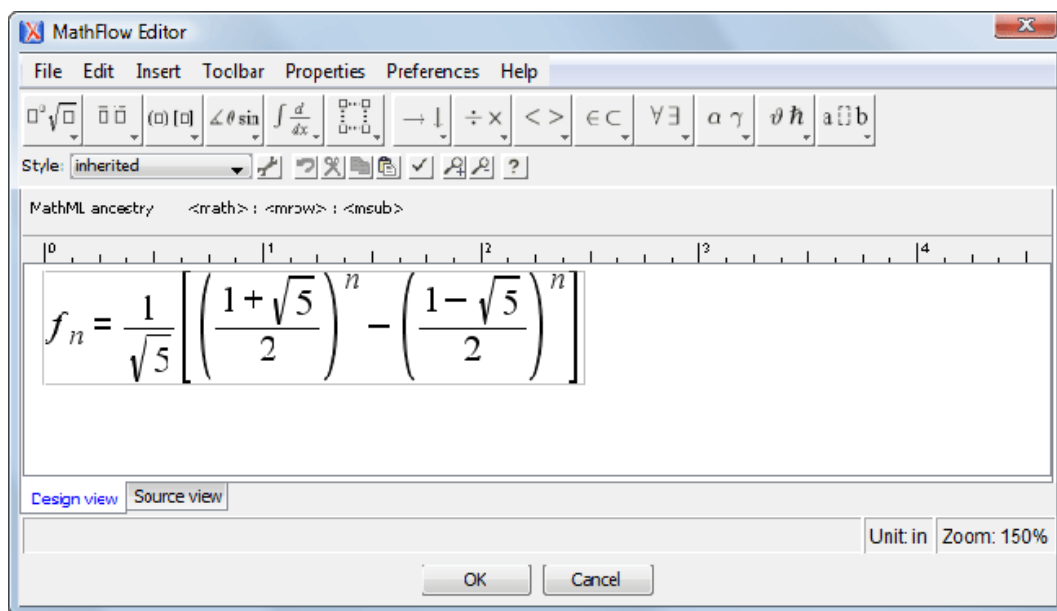 MathFlow Editor
File Edit Insert Toolbar Properties Preferences Help
□° √□ □̄ □̈ (□) [□] ∠θ sin ∫ d/dx → ↓ ÷ × < > ∈ ⊂ ∀ ∃ α γ ϑ ℏ a▯b
Style: inherited ?
MathML ancestry <math> : <mrow> : <msub>
0 1 2 3 4
f_n = 1/√5 [ ( (1+√5)/2 )^n − ( (1−√5)/2 )^n ]
Design view Source view
Unit: in Zoom: 150%
OK Cancel